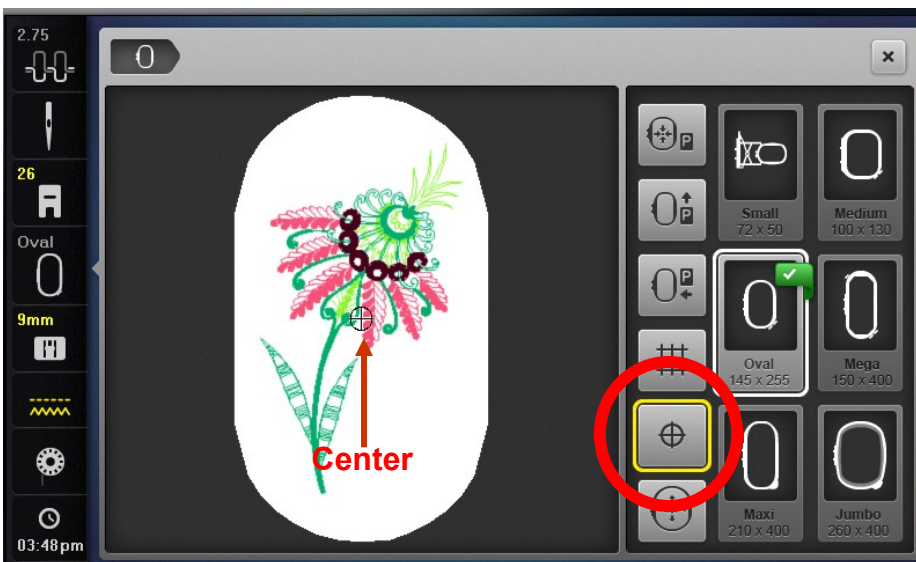 2.75
26
Oval
9mm
03:48pm
Center
P
P
P
Small
72 x 50
Medium
100 x 130
Oval
145 x 255
Mega
150 x 400
Maxi
210 x 400
Jumbo
260 x 400